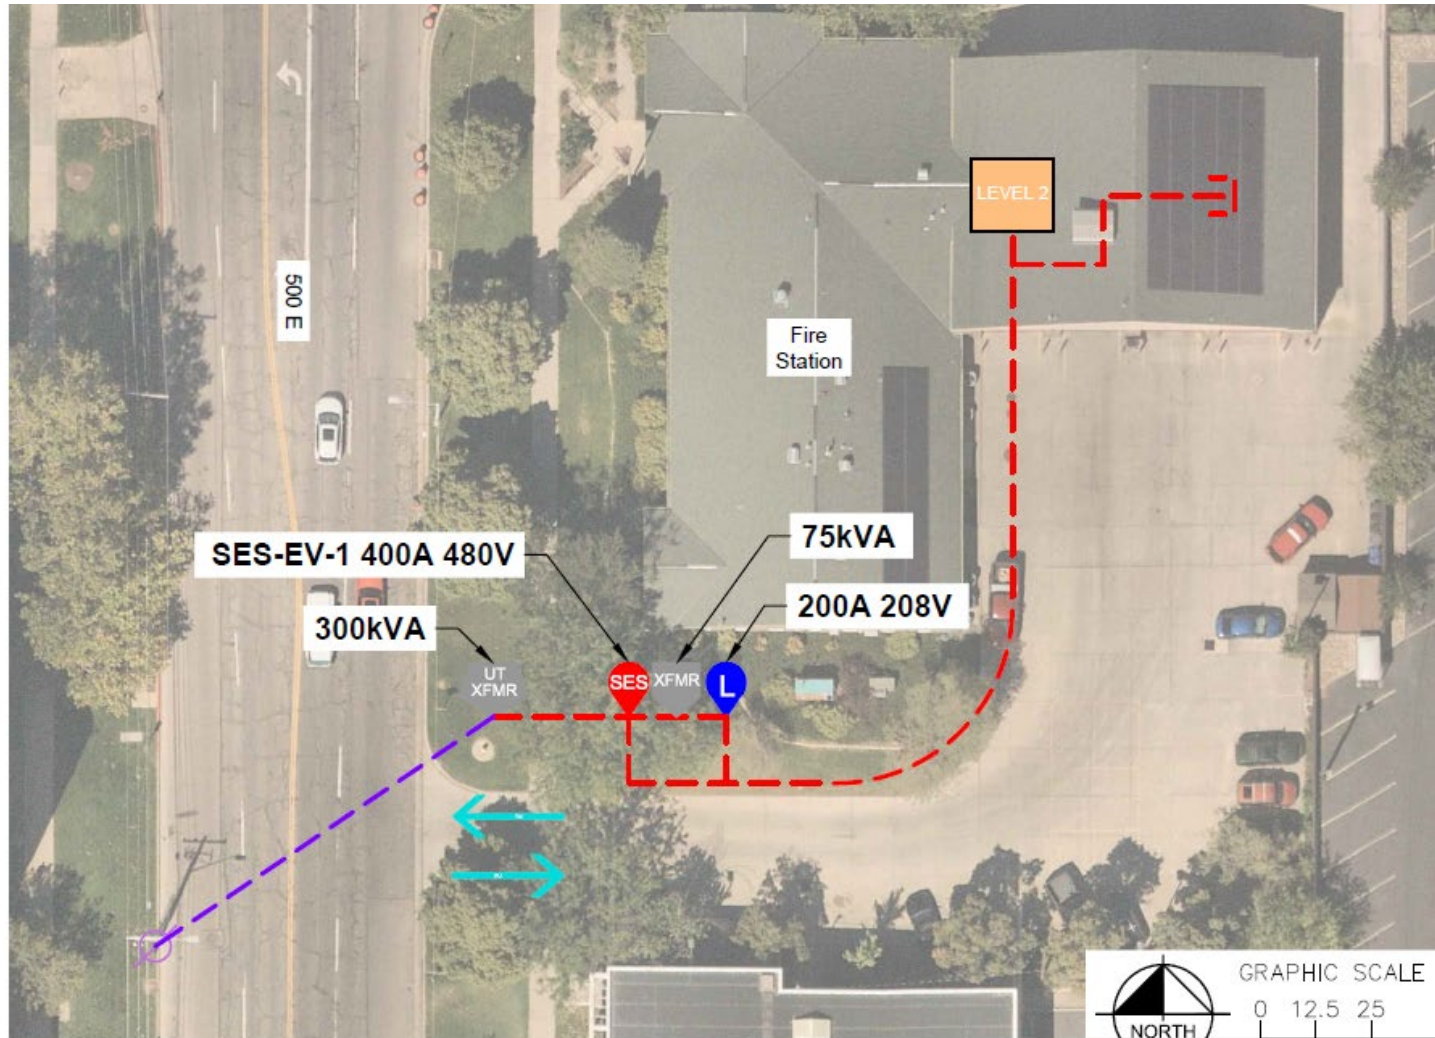 LEVEL 2
500 E
Fire
Station
SES-EV-1 400A 480V
75kVA
300kVA
200A 208V
UT
XFMR
SES
XFMR
L
GRAPHIC SCALE
0 12.5 25
NORTH